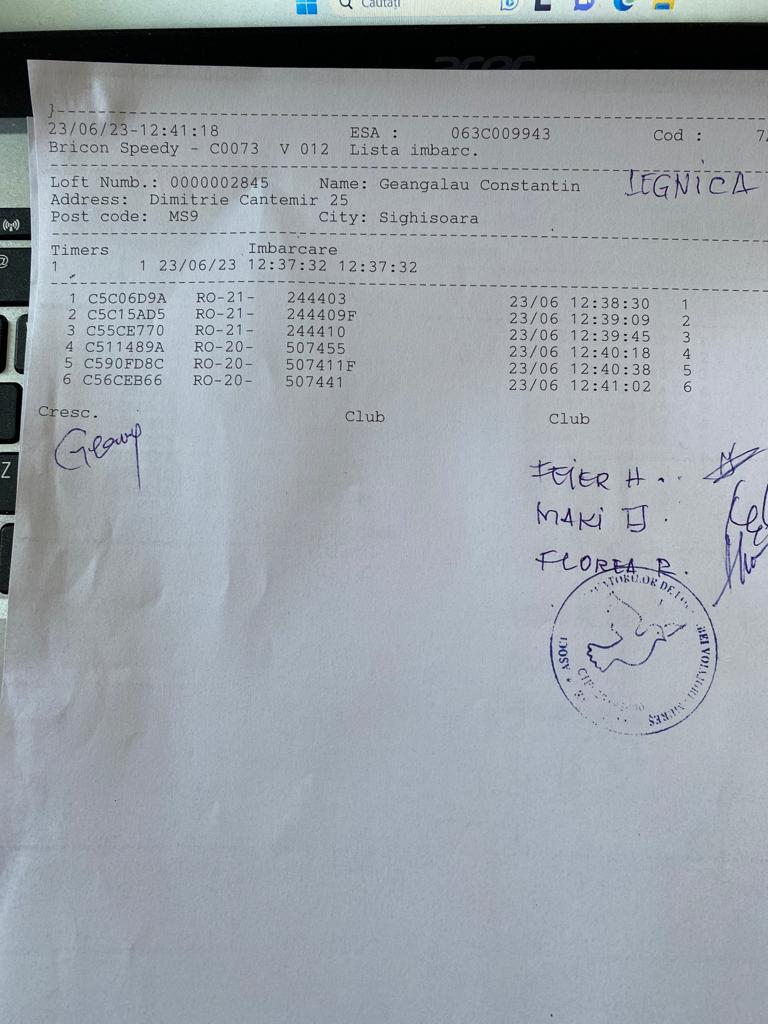 Căutați
acer
}--------------------------------------------------
23/06/23-12:41:18 ESA : 063C009943 Cod : 7/
Bricon Speedy - C0073 V 012 Lista imbarc.
--------------------------------------------------
Loft Numb.: 0000002845 Name: Geangalau Constantin LEGNICA
Address: Dimitrie Cantemir 25
Post code: MS9 City: Sighisoara
--------------------------------------------------
Timers Imbarcare
1 1 23/06/23 12:37:32 12:37:32
--------------------------------------------------
1 C5C06D9A RO-21- 244403 23/06 12:38:30 1
2 C5C15AD5 RO-21- 244409F 23/06 12:39:09 2
3 C55CE770 RO-21- 244410 23/06 12:39:45 3
4 C511489A RO-20- 507455 23/06 12:40:18 4
5 C590FD8C RO-20- 507411F 23/06 12:40:38 5
6 C56CEB66 RO-20- 507441 23/06 12:41:02 6
Cresc. Club Club
FEIER H..
MAKI IJ.
FLOREA R.
VOIAJORI MUREȘ
Z
@